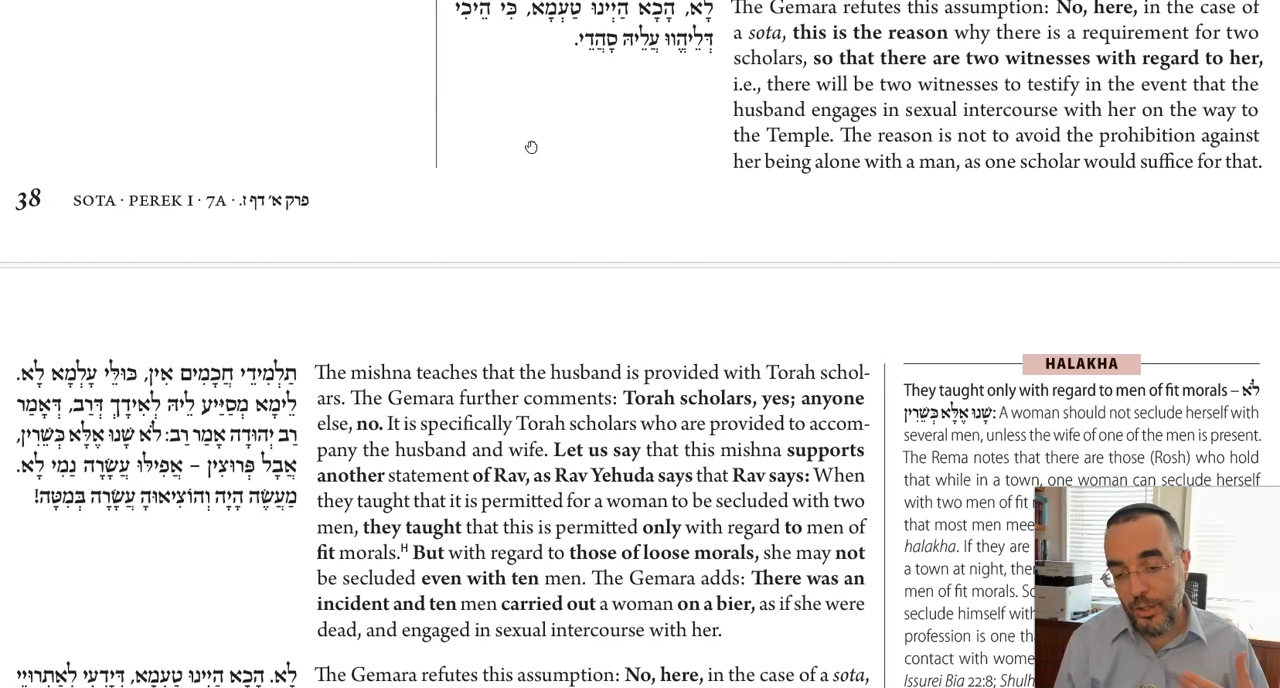 לָא, הָכָא הַיְינוּ טַעְמָא, כִּי הֵיכִי
דְּלֶיהֱווּ עֲלֵיהּ סָהֲדֵי.
The Gemara refutes this assumption: No, here, in the case of
a sota, this is the reason why there is a requirement for two
scholars, so that there are two witnesses with regard to her,
i.e., there will be two witnesses to testify in the event that the
husband engages in sexual intercourse with her on the way to
the Temple. The reason is not to avoid the prohibition against
her being alone with a man, as one scholar would suffice for that.
38 SOTA · PEREK I · 7A · פרק א׳ דף ז.
תַּלְמִידֵי חֲכָמִים אִין, כּוּלֵּי עָלְמָא לָא.
לֵימָא מְסַיַּיע לֵיהּ לְאִידָךְ דְּרַב, דְּאָמַר
רַב יְהוּדָה אָמַר רַב: לֹא שָׁנוּ אֶלָּא כְּשֵׁרִין,
אֲבָל פְּרוּצִין – אֲפִילּוּ עֲשָׂרָה נַמִי לָא.
מַעֲשֶׂה הָיָה וְהוֹצִיאוּהָ עֲשָׂרָה בְּמִטָּה!
לָא. הָכָא הַיְינוּ טַעְמָא, דְּיָדְעִי לְאַתְרוֹיֵי
The mishna teaches that the husband is provided with Torah schol-
ars. The Gemara further comments: Torah scholars, yes; anyone
else, no. It is specifically Torah scholars who are provided to accom-
pany the husband and wife. Let us say that this mishna supports
another statement of Rav, as Rav Yehuda says that Rav says: When
they taught that it is permitted for a woman to be secluded with two
men, they taught that this is permitted only with regard to men of
fit morals.H But with regard to those of loose morals, she may not
be secluded even with ten men. The Gemara adds: There was an
incident and ten men carried out a woman on a bier, as if she were
dead, and engaged in sexual intercourse with her.
The Gemara refutes this assumption: No, here, in the case of a sota,
HALAKHA
They taught only with regard to men of fit morals – לֹא
שָׁנוּ אֶלָּא כְּשֵׁרִין: A woman should not seclude herself with
several men, unless the wife of one of the men is present.
The Rema notes that there are those (Rosh) who hold
that while in a town, one woman can seclude herself
with two men of fit
that most men mee
halakha. If they are
a town at night, the
men of fit morals. Sc
seclude himself with
profession is one th
contact with wome
Issurei Bia 22:8; Shulh